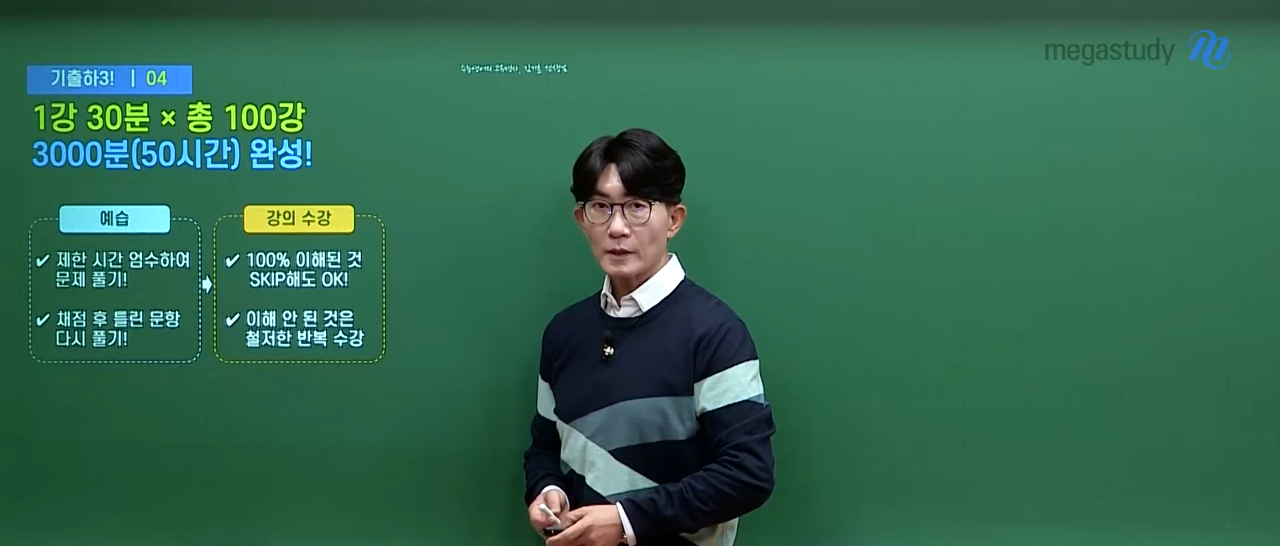 기출하3! | 04
1강 30분 × 총 100강
3000분(50시간) 완성!
예습
✔ 제한 시간 엄수하여
문제 풀기!
✔ 채점 후 틀린 문항
다시 풀기!
강의 수강
✔ 100% 이해된 것
SKIP해도 OK!
✔ 이해 안 된 것은
철저한 반복 수강
megastudy